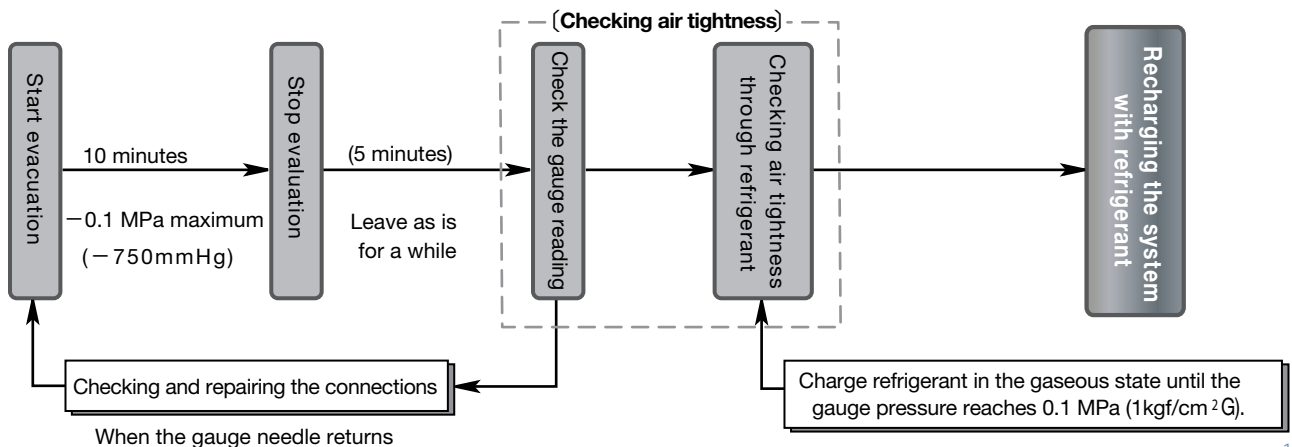 [Checking air tightness]
Start evacuation
10 minutes
−0.1 MPa maximum
(−750mmHg)
Stop evaluation
(5 minutes)
Leave as is
for a while
Check the gauge reading
Checking air tightness
through refrigerant
Recharging the system
with refrigerant
Checking and repairing the connections
When the gauge needle returns
Charge refrigerant in the gaseous state until the
gauge pressure reaches 0.1 MPa (1kgf/cm²G).